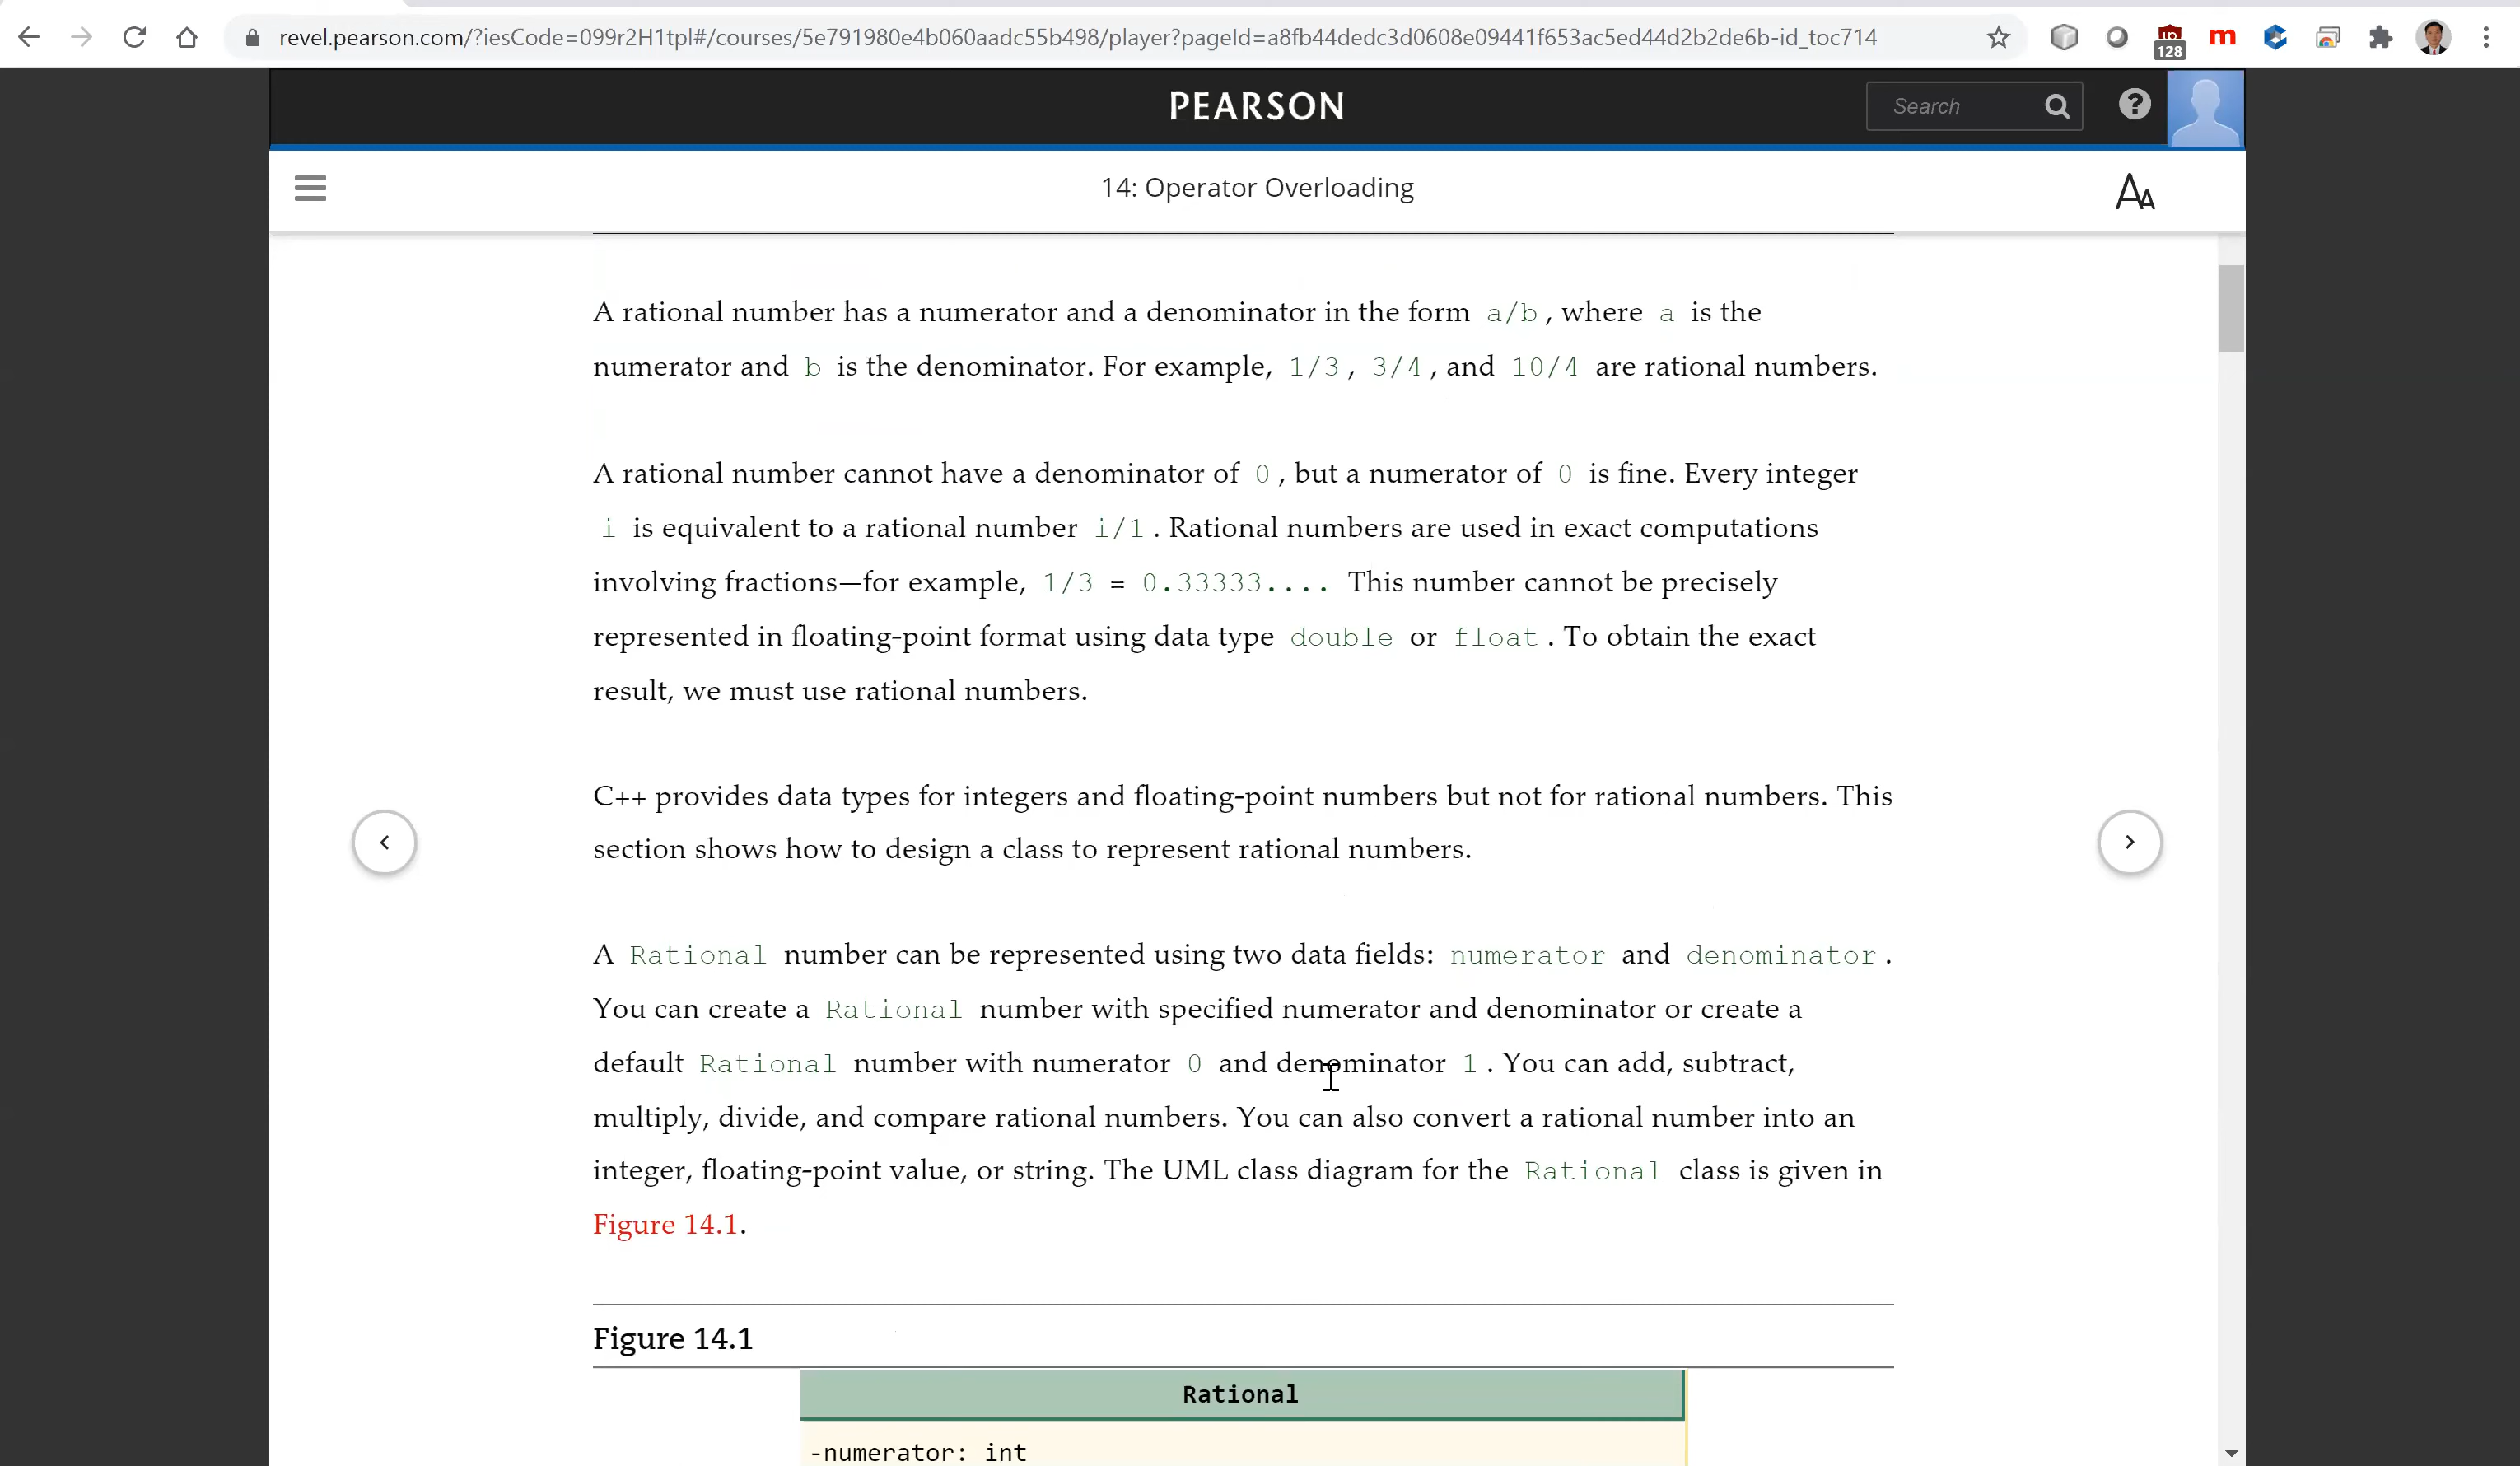 revel.pearson.com/?iesCode=099r2H1tpl#/courses/5e791980e4b060aadc55b498/player?pageId=a8fb44dedc3d0608e09441f653ac5ed44d2b2de6b-id_toc714
128
m
PEARSON
Search
?
14: Operator Overloading
AA
A rational number has a numerator and a denominator in the form a/b, where a is the
numerator and b is the denominator. For example, 1/3, 3/4, and 10/4 are rational numbers.
A rational number cannot have a denominator of 0, but a numerator of 0 is fine. Every integer
i is equivalent to a rational number i/1. Rational numbers are used in exact computations
involving fractions—for example, 1/3 = 0.33333.... This number cannot be precisely
represented in floating-point format using data type double or float. To obtain the exact
result, we must use rational numbers.
C++ provides data types for integers and floating-point numbers but not for rational numbers. This
section shows how to design a class to represent rational numbers.
A Rational number can be represented using two data fields: numerator and denominator.
You can create a Rational number with specified numerator and denominator or create a
default Rational number with numerator 0 and denominator 1. You can add, subtract,
multiply, divide, and compare rational numbers. You can also convert a rational number into an
integer, floating-point value, or string. The UML class diagram for the Rational class is given in
Figure 14.1.
Figure 14.1
Rational
-numerator: int